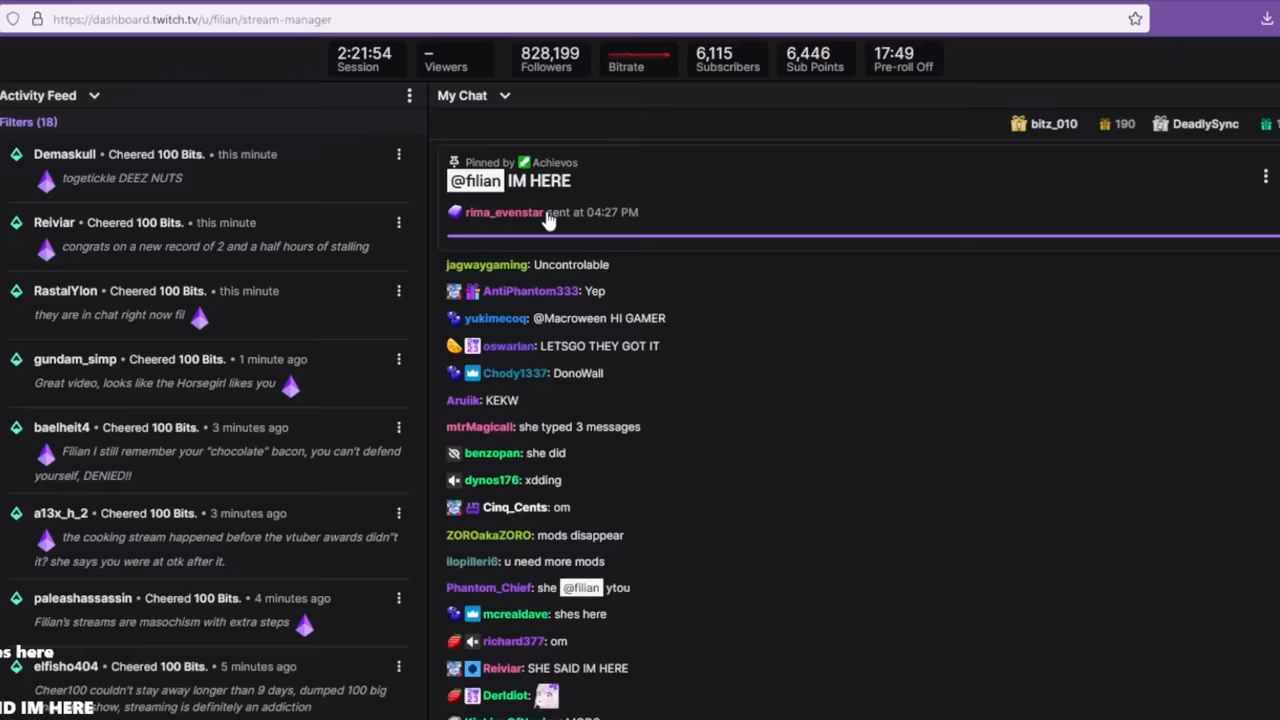 https://dashboard.twitch.tv/u/filian/stream-manager
2:21:54
Session
–
Viewers
828,199
Followers
Bitrate
6,115
Subscribers
6,446
Sub Points
17:49
Pre-roll Off
Activity Feed
Filters (18)
Demaskull • Cheered 100 Bits. • this minute
togetickle DEEZ NUTS
Reiviar • Cheered 100 Bits. • this minute
congrats on a new record of 2 and a half hours of stalling
RastalYlon • Cheered 100 Bits. • this minute
they are in chat right now fil
gundam_simp • Cheered 100 Bits. • 1 minute ago
Great video, looks like the Horsegirl likes you
baelheit4 • Cheered 100 Bits. • 3 minutes ago
Filian I still remember your "chocolate" bacon, you can't defend
yourself, DENIED!!
a13x_h_2 • Cheered 100 Bits. • 3 minutes ago
the cooking stream happened before the vtuber awards didn"t
it? she says you were at otk after it.
paleashassassin • Cheered 100 Bits. • 4 minutes ago
Filian's streams are masochism with extra steps
es here
elfisho404 • Cheered 100 Bits. • 5 minutes ago
Cheer100 couldn't stay away longer than 9 days, dumped 100 big
ID IM HERE show, streaming is definitely an addiction
My Chat
bitz_010 190 DeadlySync
Pinned by Achievos
@filian IM HERE
rima_evenstar sent at 04:27 PM
jagwaygaming: Uncontrolable
AntiPhantom333: Yep
yukimecoq: @Macroween HI GAMER
oswarian: LETSGO THEY GOT IT
Chody1337: DonoWall
Aruiik: KEKW
mtrMagicall: she typed 3 messages
benzopan: she did
dynos176: xdding
Cinq_Cents: om
ZOROakaZORO: mods disappear
ilopilleri6: u need more mods
Phantom_Chief: she @filian ytou
mcrealdave: shes here
richard377: om
Reiviar: SHE SAID IM HERE
DerIdiot: